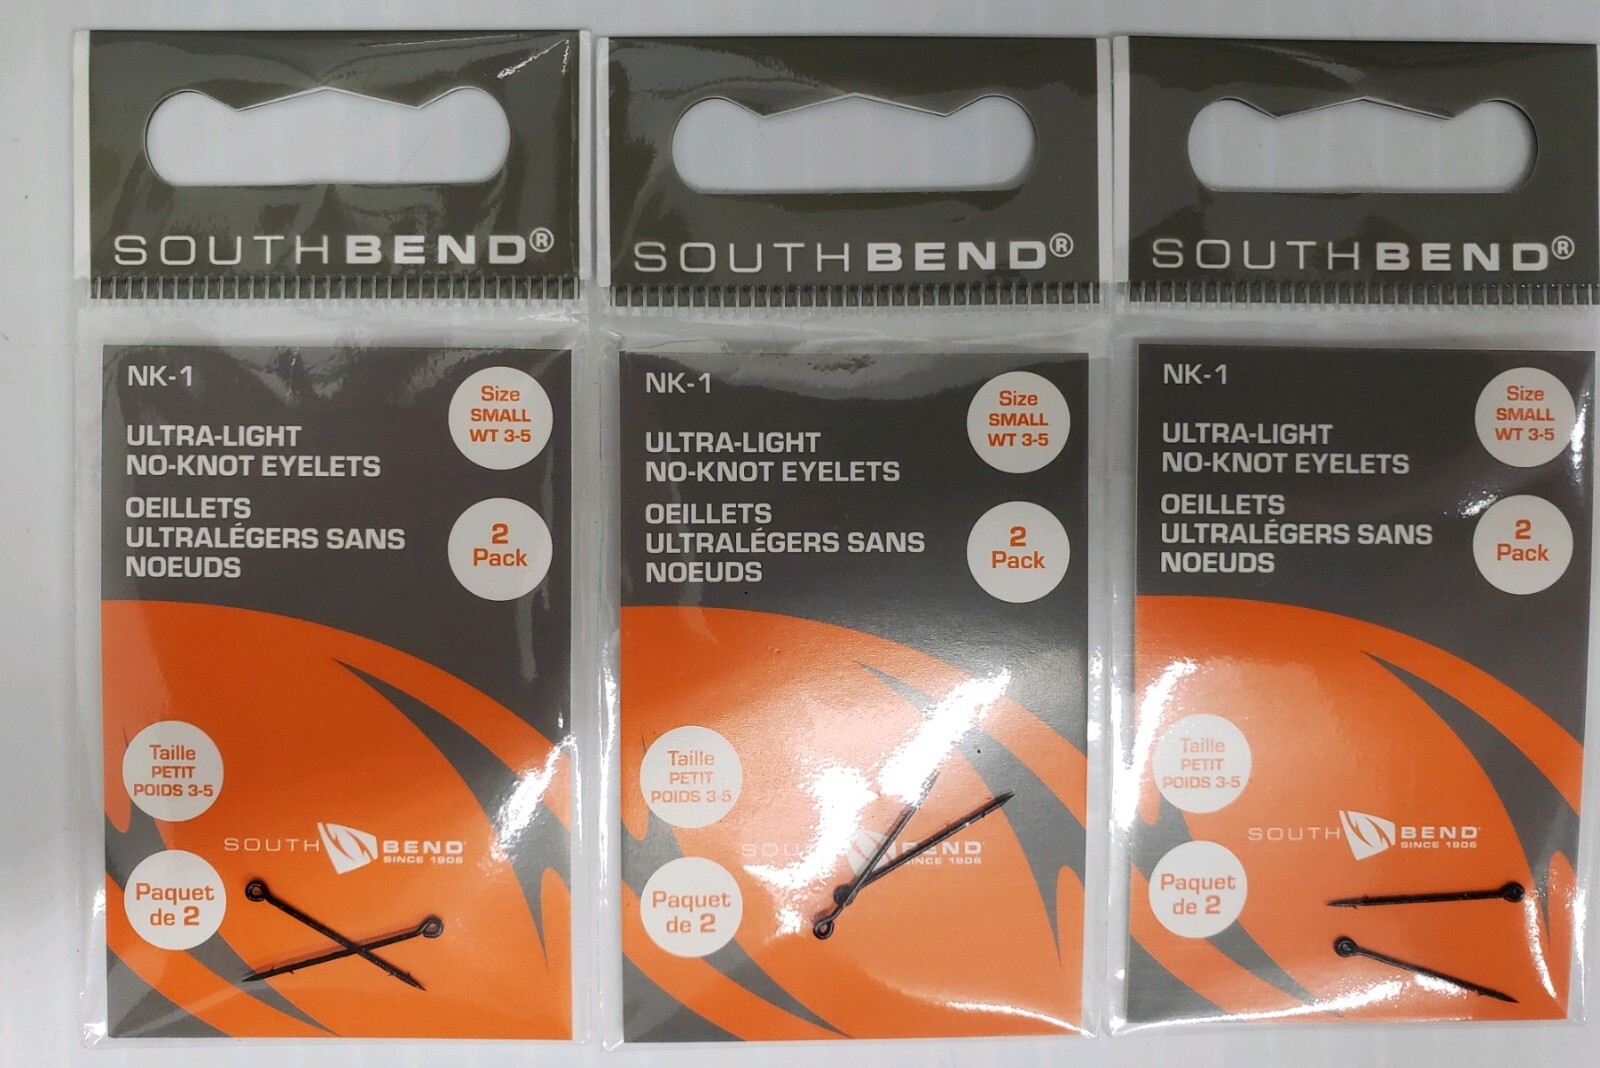 SOUTHBEND®
NK-1
Size
SMALL
WT 3-5
ULTRA-LIGHT
NO-KNOT EYELETS
OEILLETS
ULTRALÉGERS SANS
NOEUDS
2
Pack
Taille
PETIT
POIDS 3-5
SOUTH BEND
SINCE 1906
Paquet
de 2
SOUTHBEND®
NK-1
Size
SMALL
WT 3-5
ULTRA-LIGHT
NO-KNOT EYELETS
OEILLETS
ULTRALÉGERS SANS
NOEUDS
2
Pack
Taille
PETIT
POIDS 3-5
BEND
SINCE 1906
Paquet
de 2
SOUTHBEND®
NK-1
Size
SMALL
WT 3-5
ULTRA-LIGHT
NO-KNOT EYELETS
OEILLETS
ULTRALÉGERS SANS
NOEUDS
2
Pack
Taille
PETIT
POIDS 3-5
SOUTH BEND
SINCE 1906
Paquet
de 2